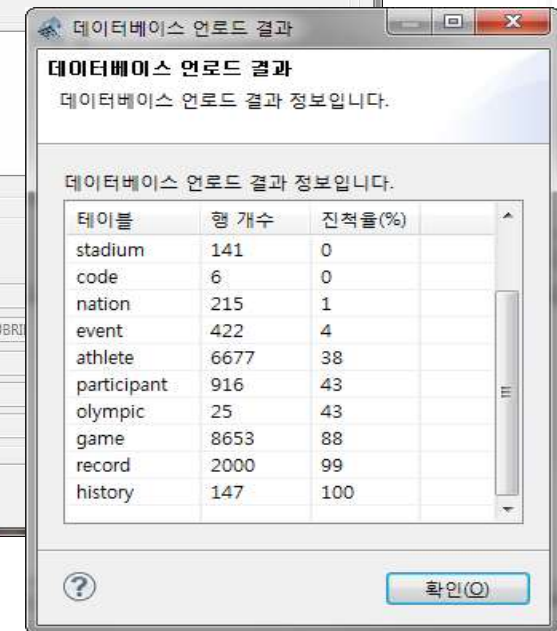 데이터베이스 언로드 결과
데이터베이스 언로드 결과
데이터베이스 언로드 결과 정보입니다.
데이터베이스 언로드 결과 정보입니다.
테이블 행 개수 진척율(%)
stadium 141 0
code 6 0
nation 215 1
event 422 4
athlete 6677 38
participant 916 43
olympic 25 43
game 8653 88
record 2000 99
history 147 100
확인(O)